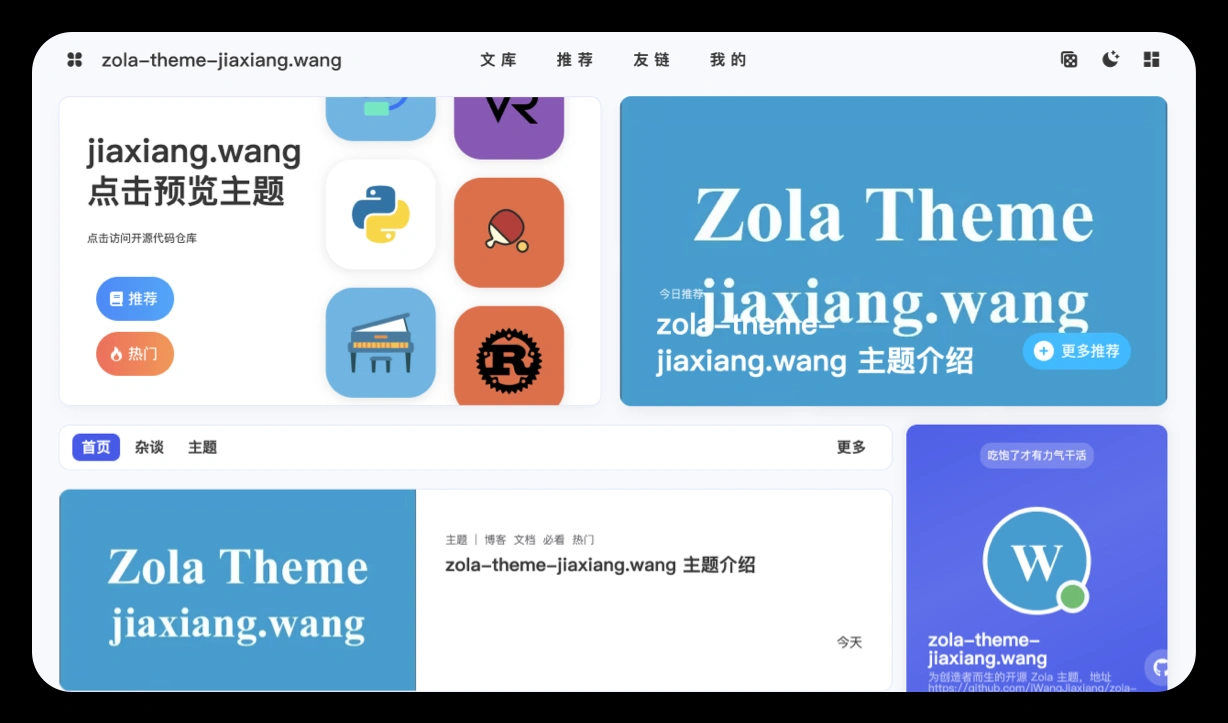 zola-theme-jiaxiang.wang
文库 推荐 友链 我的
jiaxiang.wang
点击预览主题
点击访问开源代码仓库
推荐
热门
VR
R
Zola Theme
jiaxiang.wang
今日推荐
zola-theme-
jiaxiang.wang 主题介绍
更多推荐
首页 杂谈 主题 更多
Zola Theme
jiaxiang.wang
主题 | 博客 文档 必看 热门
zola-theme-jiaxiang.wang 主题介绍
今天
吃饱了才有力气干活
W
zola-theme-
jiaxiang.wang
为创造者而生的开源 Zola 主题，地址
https://github.com/iWangJiaxiang/zola-